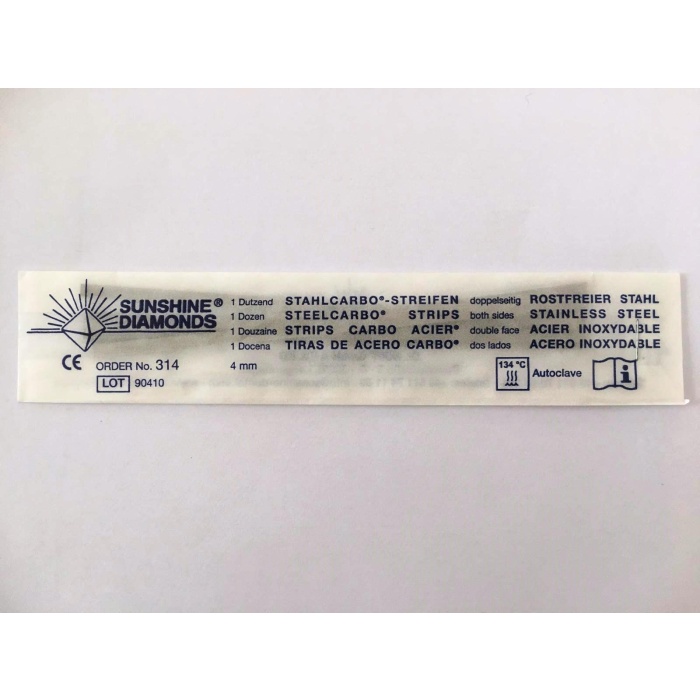 SUNSHINE®
DIAMONDS
1 Dutzend STAHLCARBO®-STREIFEN doppelseitig ROSTFREIER STAHL
1 Dozen STEELCARBO® STRIPS both sides STAINLESS STEEL
1 Douzaine STRIPS CARBO ACIER® double face ACIER INOXYDABLE
1 Docena TIRAS DE ACERO CARBO® dos lados ACERO INOXYDABLE
CE ORDER No. 314 4 mm 134 °C Autoclave i
LOT 90410